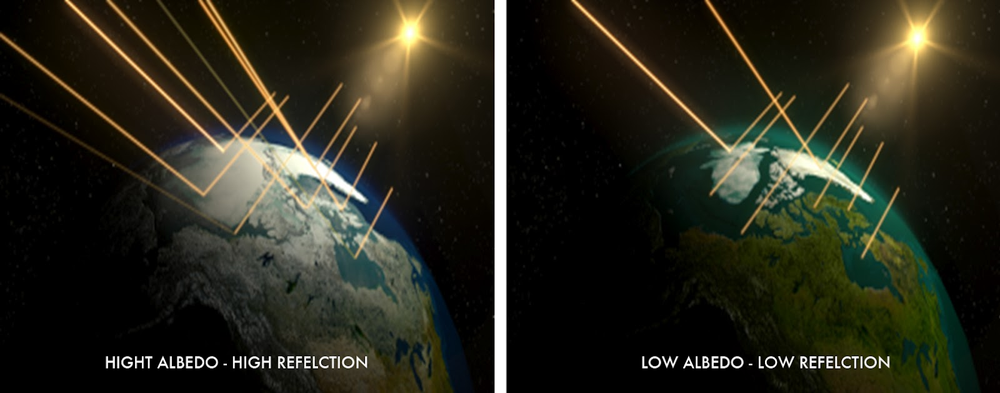 HIGHT ALBEDO - HIGH REFELCTION
LOW ALBEDO - LOW REFELCTION